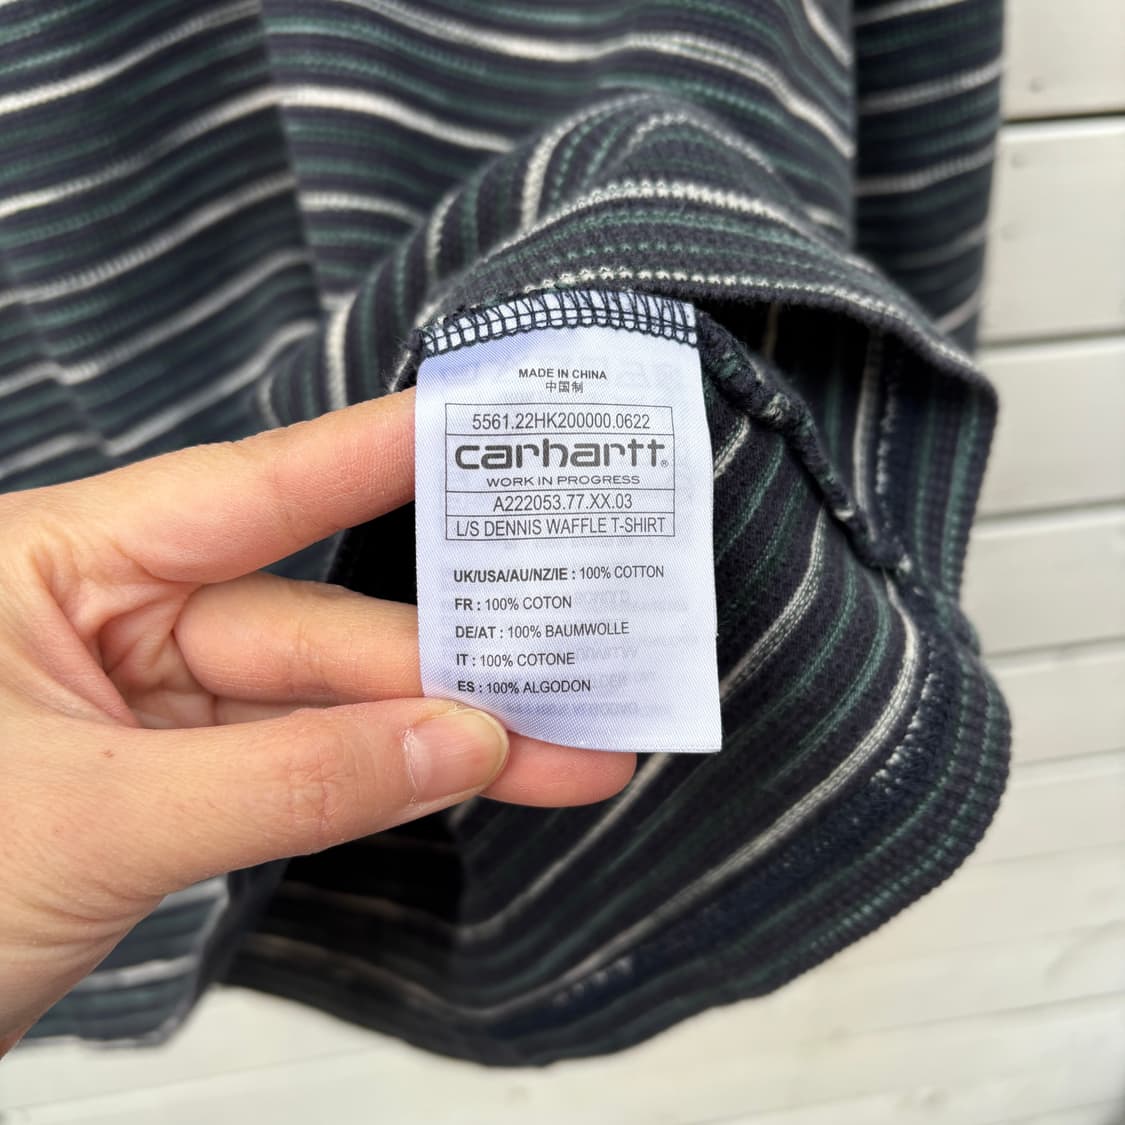 MADE IN CHINA
中国制
5561.22HK200000.0622
carhartt®
WORK IN PROGRESS
A222053.77.XX.03
L/S DENNIS WAFFLE T-SHIRT
UK/USA/AU/NZ/IE : 100% COTTON
FR : 100% COTON
DE/AT : 100% BAUMWOLLE
IT : 100% COTONE
ES : 100% ALGODON